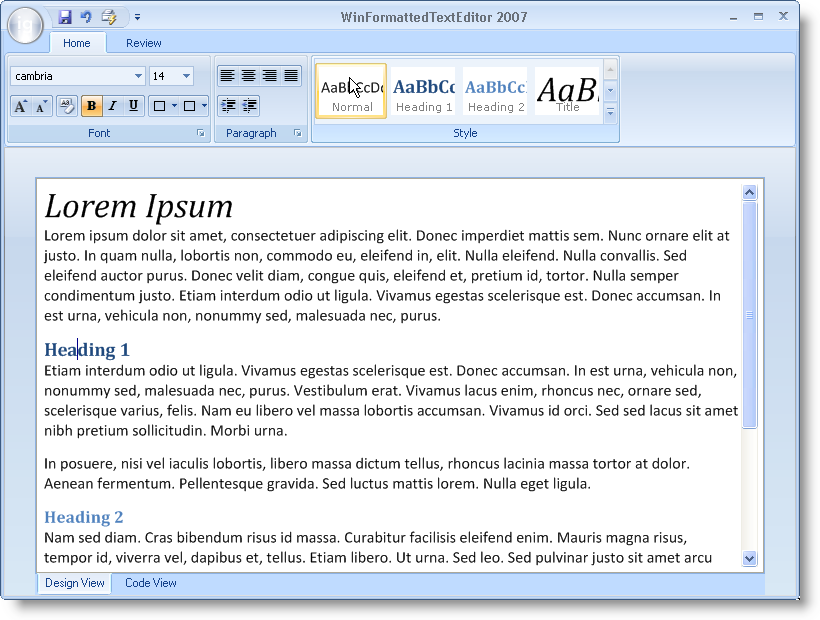 WinFormattedTextEditor 2007
Home Review
cambria 14
AaBbCcDc AaBbCc AaBbCc AaB
Normal Heading 1 Heading 2 Title
A A B I U
Font Paragraph Style
Lorem Ipsum
Lorem ipsum dolor sit amet, consectetuer adipiscing elit. Donec imperdiet mattis sem. Nunc ornare elit at
justo. In quam nulla, lobortis non, commodo eu, eleifend in, elit. Nulla eleifend. Nulla convallis. Sed
eleifend auctor purus. Donec velit diam, congue quis, eleifend et, pretium id, tortor. Nulla semper
condimentum justo. Etiam interdum odio ut ligula. Vivamus egestas scelerisque est. Donec accumsan. In
est urna, vehicula non, nonummy sed, malesuada nec, purus.
Heading 1
Etiam interdum odio ut ligula. Vivamus egestas scelerisque est. Donec accumsan. In est urna, vehicula non,
nonummy sed, malesuada nec, purus. Vestibulum erat. Vivamus lacus enim, rhoncus nec, ornare sed,
scelerisque varius, felis. Nam eu libero vel massa lobortis accumsan. Vivamus id orci. Sed sed lacus sit amet
nibh pretium sollicitudin. Morbi urna.
In posuere, nisi vel iaculis lobortis, libero massa dictum tellus, rhoncus lacinia massa tortor at dolor.
Aenean fermentum. Pellentesque gravida. Sed luctus mattis lorem. Nulla eget ligula.
Heading 2
Nam sed diam. Cras bibendum risus id massa. Curabitur facilisis eleifend enim. Mauris magna risus,
tempor id, viverra vel, dapibus et, tellus. Etiam libero. Ut urna. Sed leo. Sed pulvinar justo sit amet arcu
Design View Code View